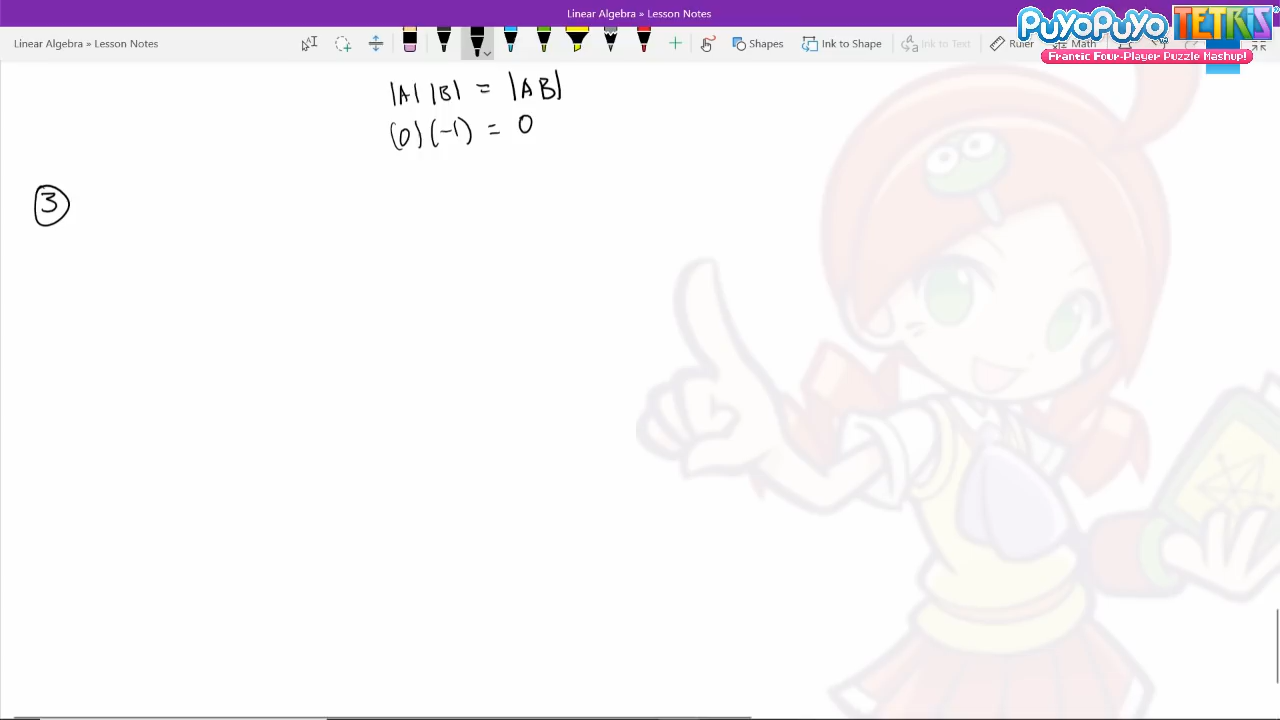 Linear Algebra » Lesson Notes
PUYOPUYO TETRIS
Frantic Four-Player Puzzle Mashup!
Linear Algebra » Lesson Notes
Shapes Ink to Shape Ink to Text Ruler Math
|A| |B| = |AB|
(0)(-1) = 0
3